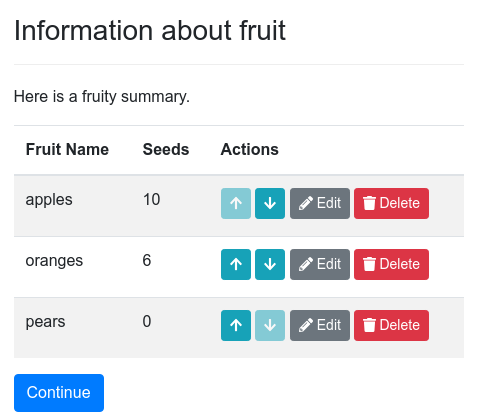 Information about fruit
Here is a fruity summary.
Fruit Name Seeds Actions
apples 10 Edit Delete
oranges 6 Edit Delete
pears 0 Edit Delete
Continue